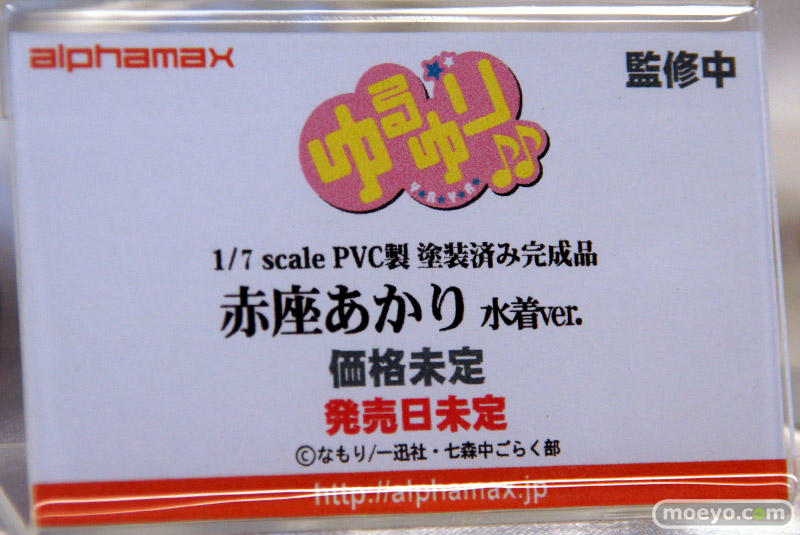 alphamax
監修中
ゆるゆり♪♪
Y★R★Y★R★
1/7 scale PVC製 塗装済み完成品
赤座あかり 水着ver.
価格未定
発売日未定
©なもり/一迅社・七森中ごらく部
http://alphamax.jp
moeyo.com